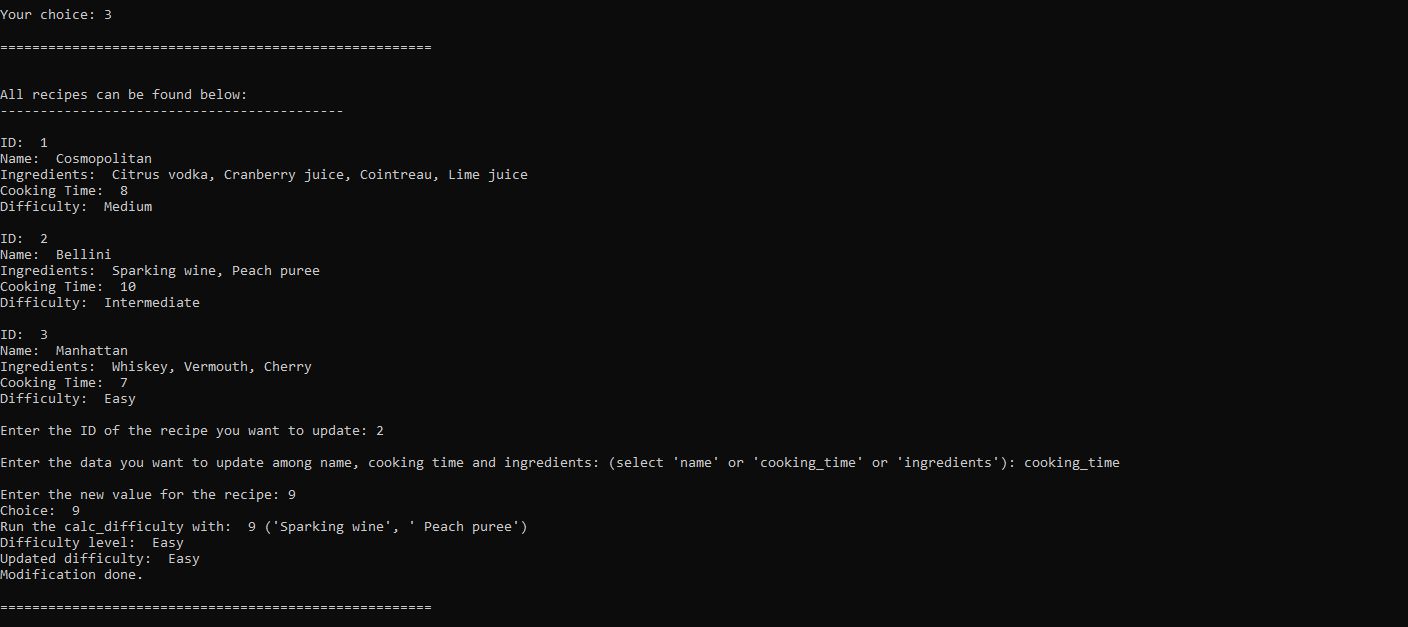 Your choice: 3
======================================================
All recipes can be found below:
-------------------------------------------
ID:  1
Name:  Cosmopolitan
Ingredients:  Citrus vodka, Cranberry juice, Cointreau, Lime juice
Cooking Time:  8
Difficulty:  Medium
ID:  2
Name:  Bellini
Ingredients:  Sparking wine, Peach puree
Cooking Time:  10
Difficulty:  Intermediate
ID:  3
Name:  Manhattan
Ingredients:  Whiskey, Vermouth, Cherry
Cooking Time:  7
Difficulty:  Easy
Enter the ID of the recipe you want to update: 2
Enter the data you want to update among name, cooking time and ingredients: (select 'name' or 'cooking_time' or 'ingredients'): cooking_time
Enter the new value for the recipe: 9
Choice:  9
Run the calc_difficulty with:  9 ('Sparking wine', ' Peach puree')
Difficulty level:  Easy
Updated difficulty:  Easy
Modification done.
======================================================